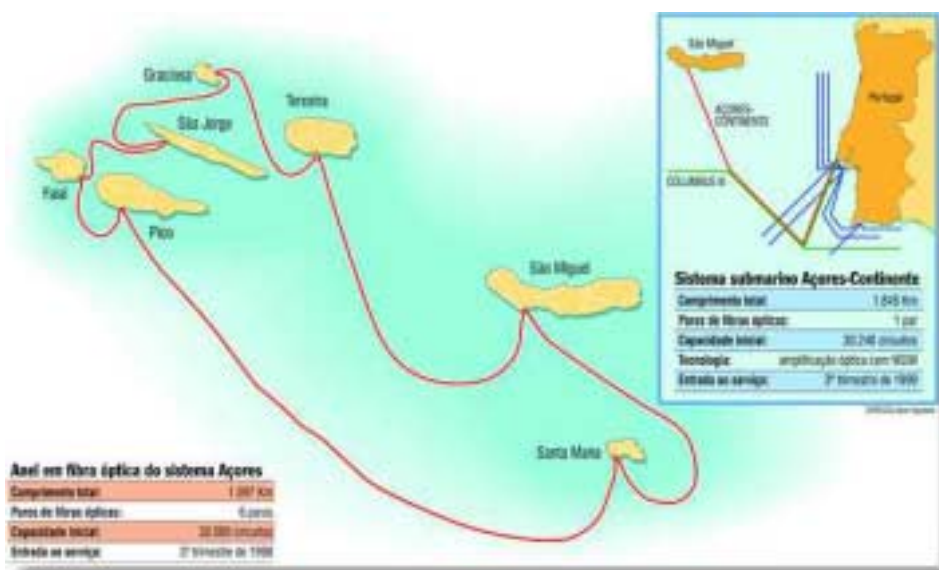 Graciosa
São Jorge
Terceira
Faial
Pico
São Miguel
Santa Maria
São Miguel
Portugal
AÇORES-
CONTINENTE
COLUMBUS III
Sistema submarino Açores-Continente
Comprimento total:
Pares de fibras ópticas: 1 par
Capacidade inicial: 30.240 circuitos
Tecnologia: amplificação óptica com WDM
Entrada ao serviço: trimestre de 1999
Anel em fibra óptica do sistema Açores
Comprimento total:
Pares de fibras ópticas: 6 pares
Capacidade inicial: circuitos
Entrada ao serviço: trimestre de 1998